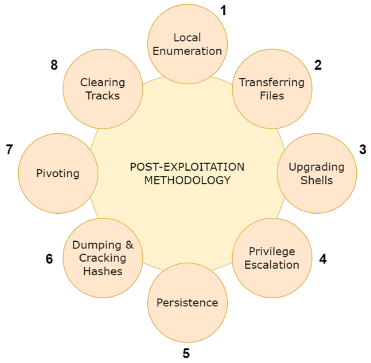 1
Local
Enumeration
2
Transferring
Files
3
Upgrading
Shells
4
Privilege
Escalation
5
Persistence
6
Dumping &
Cracking
Hashes
7
Pivoting
8
Clearing
Tracks
POST-EXPLOITATION
METHODOLOGY